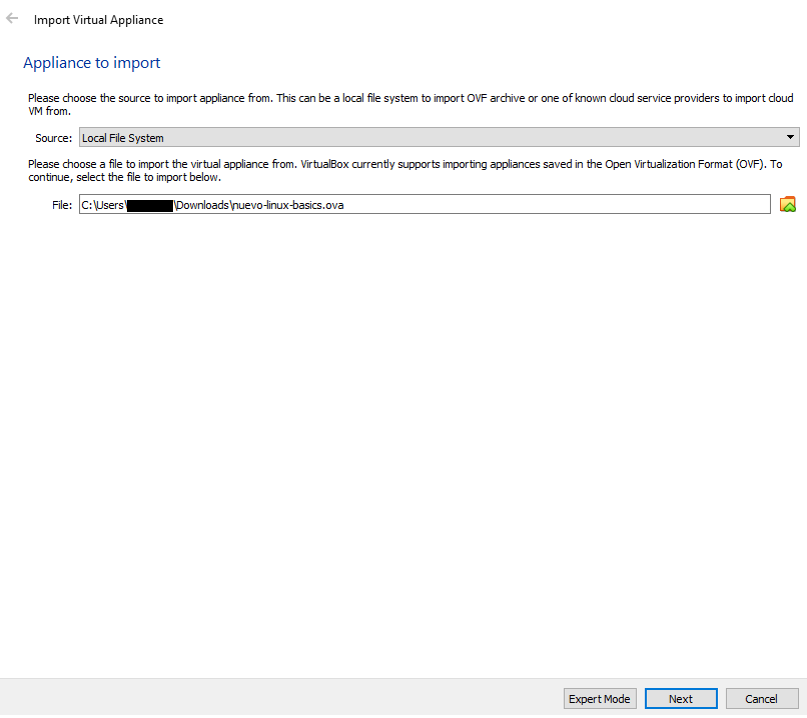 Import Virtual Appliance
Appliance to import
Please choose the source to import appliance from. This can be a local file system to import OVF archive or one of known cloud service providers to import cloud
VM from.
Source: Local File System
Please choose a file to import the virtual appliance from. VirtualBox currently supports importing appliances saved in the Open Virtualization Format (OVF). To
continue, select the file to import below.
File: C:\Users\ \Downloads\nuevo-linux-basics.ova
Expert Mode Next Cancel